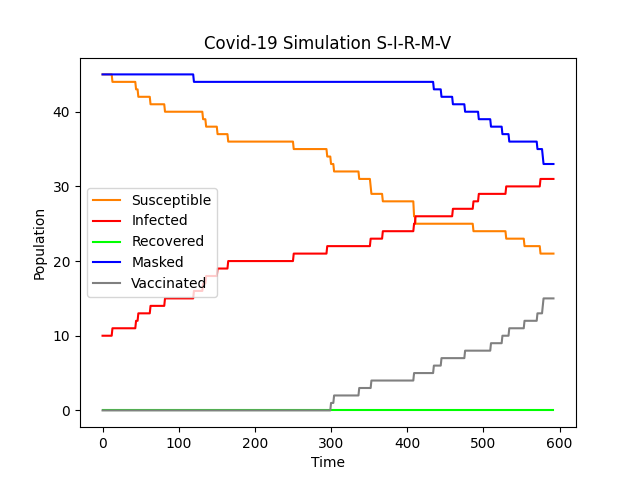 Covid-19 Simulation S-I-R-M-V
Population
40
30
20
10
0
Susceptible
Infected
Recovered
Masked
Vaccinated
0 100 200 300 400 500 600
Time